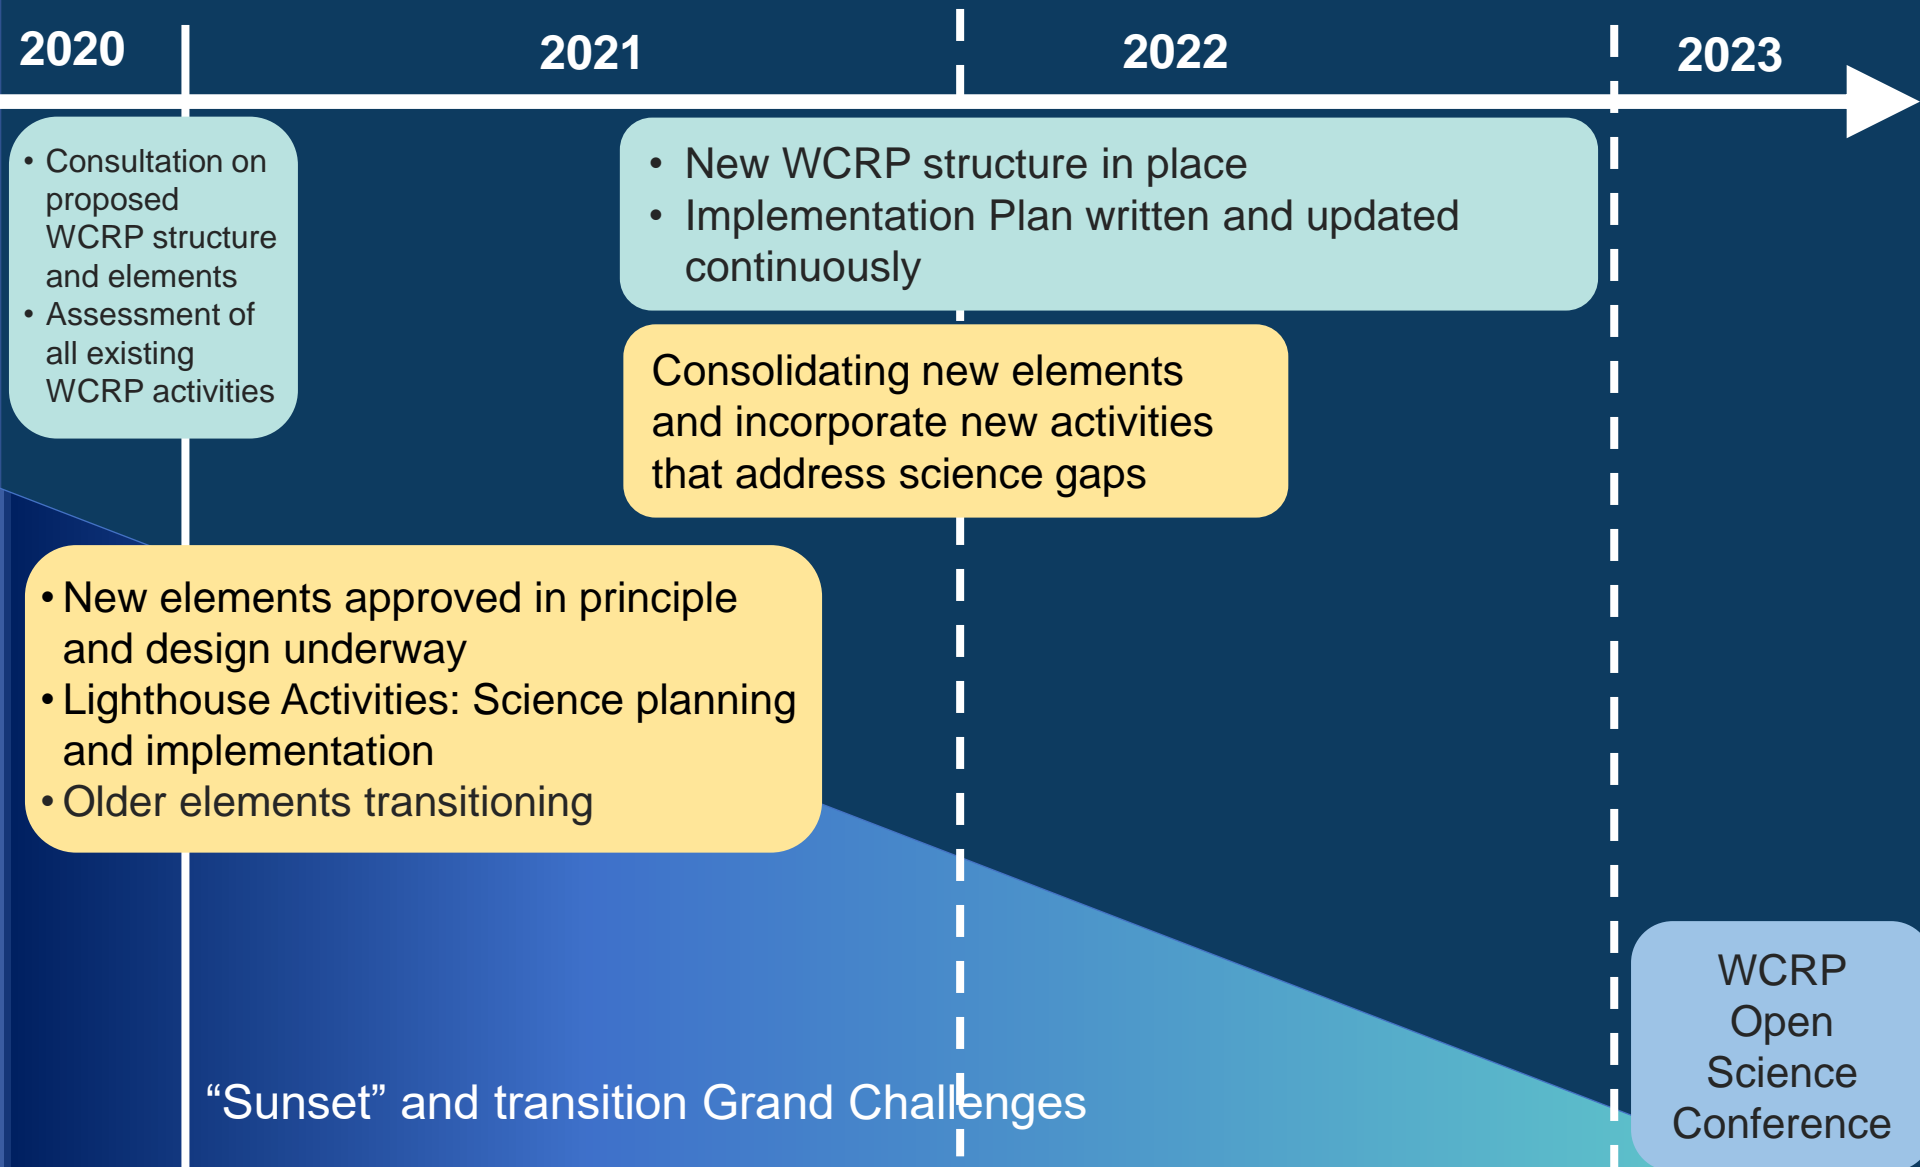 2020
2021
2022
2023
• Consultation on
proposed
WCRP structure
and elements
• Assessment of
all existing
WCRP activities
• New WCRP structure in place
• Implementation Plan written and updated
continuously
Consolidating new elements
and incorporate new activities
that address science gaps
• New elements approved in principle
and design underway
• Lighthouse Activities: Science planning
and implementation
• Older elements transitioning
“Sunset” and transition Grand Challenges
WCRP
Open
Science
Conference